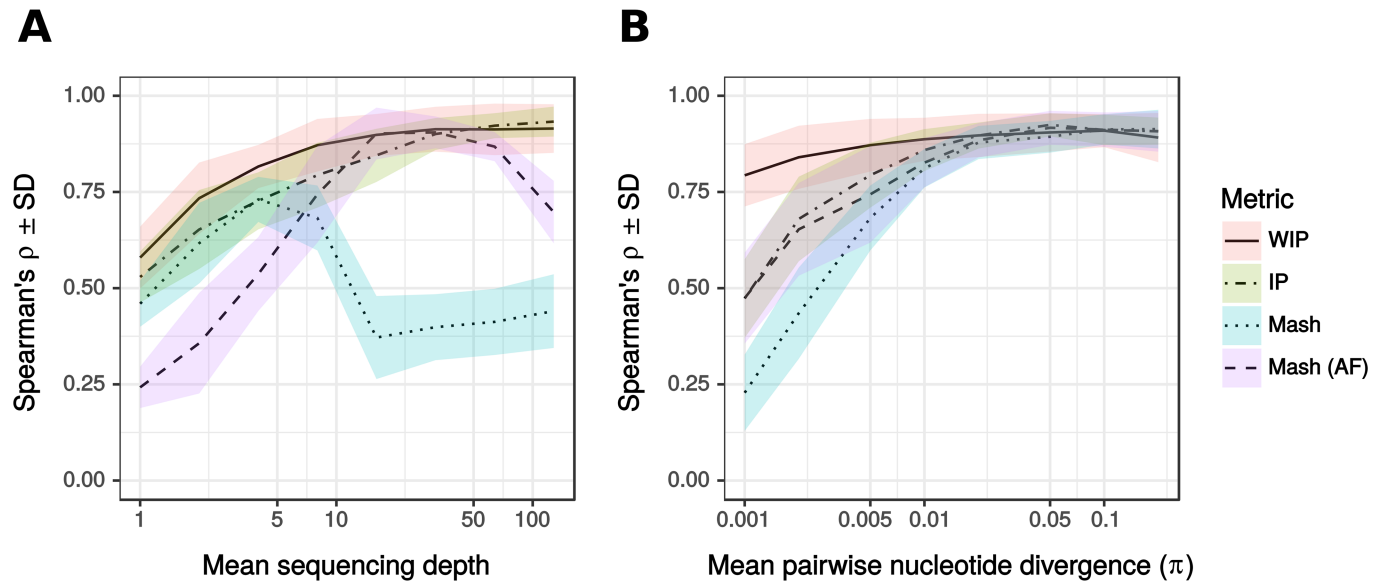 A
B
Spearman's ρ ± SD
1.00
0.75
0.50
0.25
0.00
1 5 10 50 100
Mean sequencing depth
Spearman's ρ ± SD
1.00
0.75
0.50
0.25
0.00
0.001 0.005 0.01 0.05 0.1
Mean pairwise nucleotide divergence (π)
Metric
WIP
IP
Mash
Mash (AF)